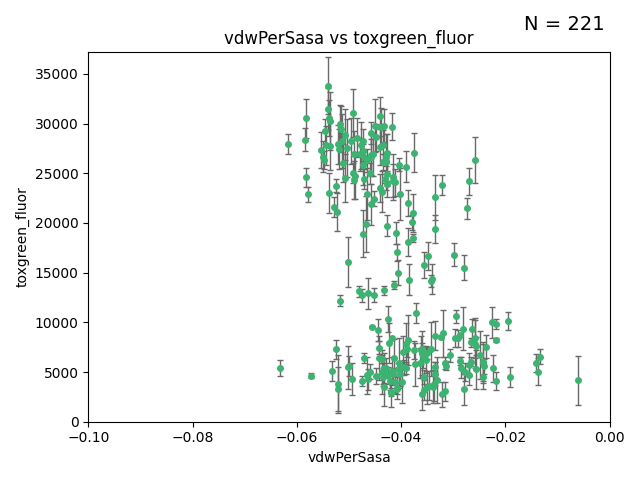 N = 221
vdwPerSasa vs toxgreen_fluor
toxgreen_fluor
35000
30000
25000
20000
15000
10000
5000
0
−0.10 −0.08 −0.06 −0.04 −0.02 0.00
vdwPerSasa